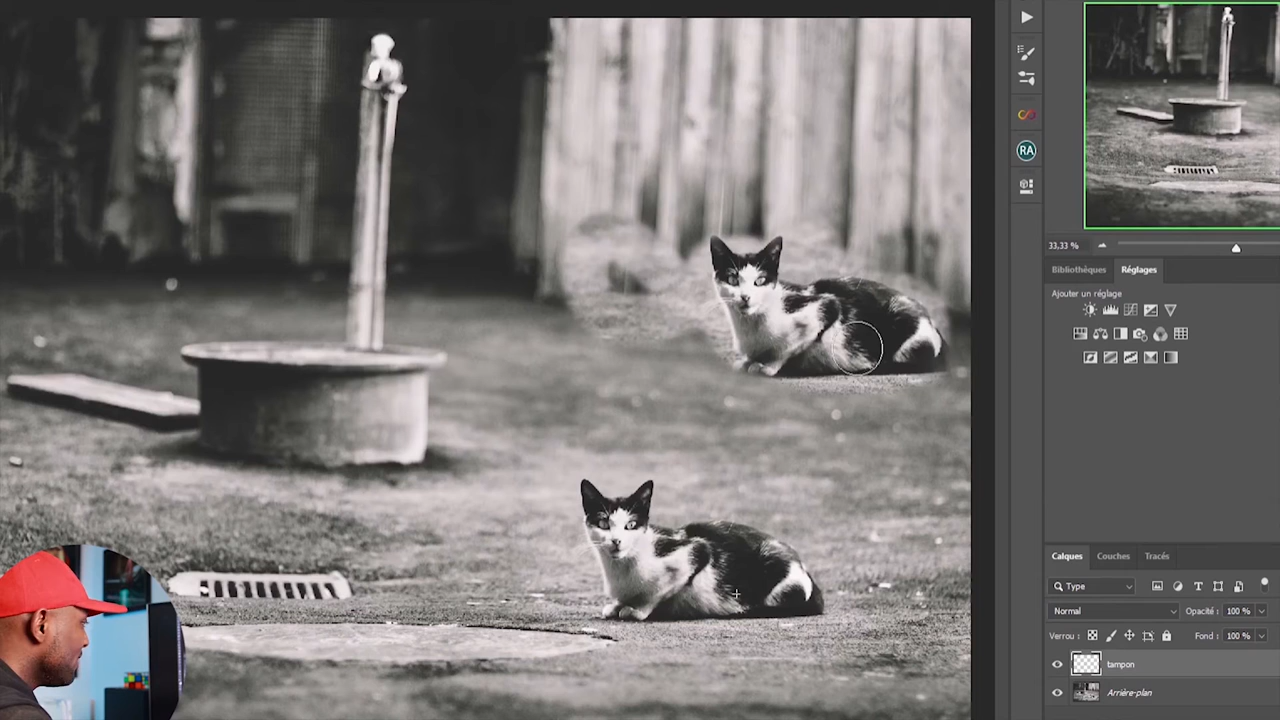 RA
33,33 %
Bibliothèques Réglages
Ajouter un réglage
Calques Couches Tracés
Type
Normal Opacité : 100 %
Verrou : Fond : 100 %
tampon
Arrière-plan